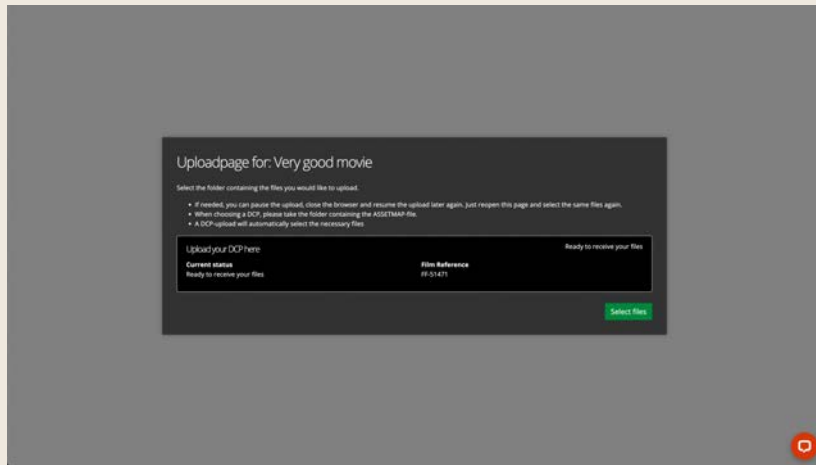 Uploadpage for: Very good movie
Select the folder containing the files you would like to upload.
If needed, you can pause the upload, close the browser and resume the upload later again. Just reopen this page and select the same files again.
When choosing a DCP, please take the folder containing the ASSETMAP-file.
A DCP-upload will automatically select the necessary files
Upload your DCP here
Ready to receive your files
Current status
Film Reference
Ready to receive your files
FF-51471
Select files